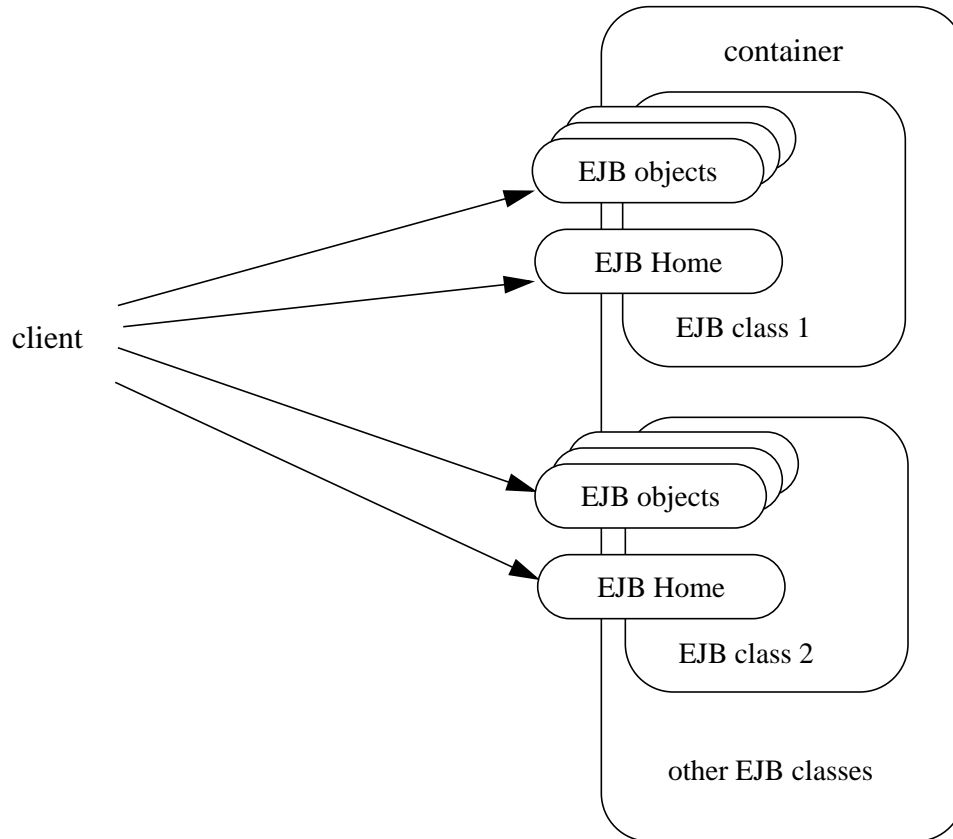 container
EJB objects
EJB Home
EJB class 1
client
EJB objects
EJB Home
EJB class 2
other EJB classes